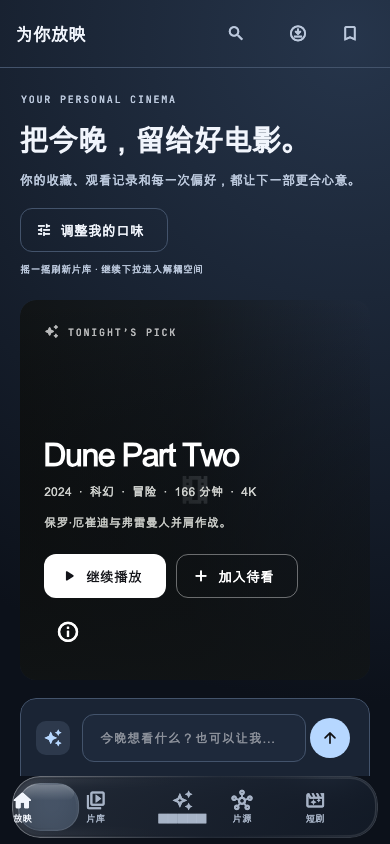 为你放映
YOUR PERSONAL CINEMA
把今晚，留给好电影。
你的收藏、观看记录和每一次偏好，都让下一部更合心意。
调整我的口味
摇一摇刷新片库 · 继续下拉进入解耦空间
TONIGHT'S PICK
Dune Part Two
2024 · 科幻 · 冒险 · 166 分钟 · 4K
保罗·厄崔迪与弗雷曼人并肩作战。
继续播放
加入待看
今晚想看什么？也可以让我...
放映
片库
片源
短剧